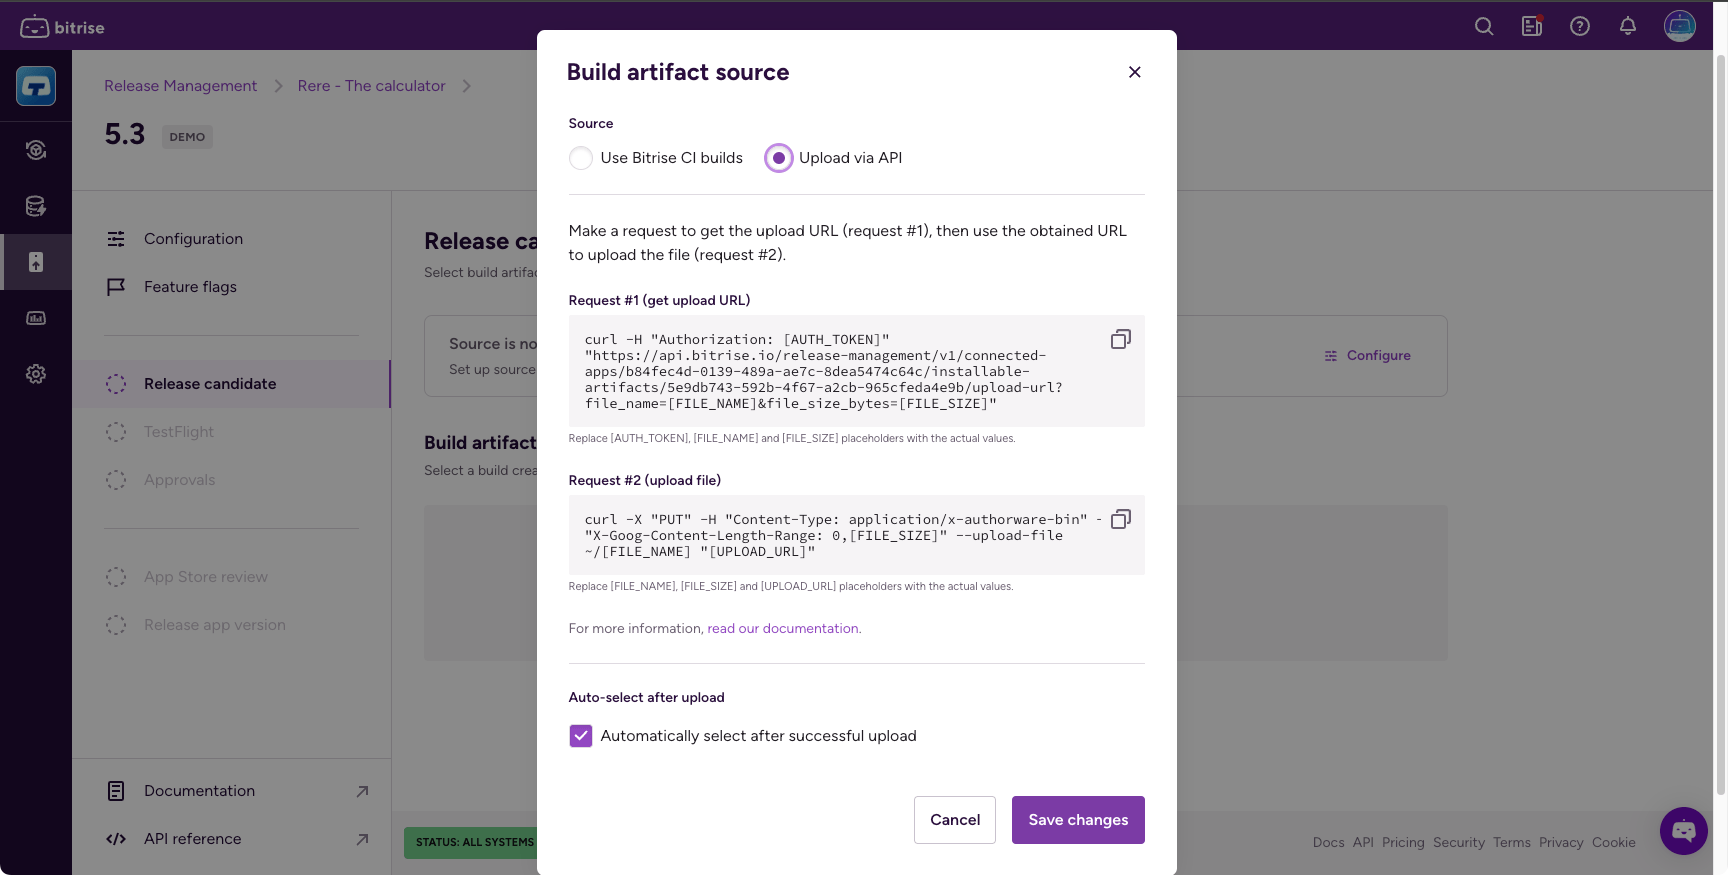 bitrise
Release Management
Rere - The calculator
5.3
DEMO
Configuration
Feature flags
Release candidate
TestFlight
Approvals
App Store review
Release app version
Documentation
API reference
Release ca
Select build artifac
Source is no
Set up source
Configure
Build artifact
Select a build crea
STATUS: ALL SYSTEMS
Docs API Pricing Security Terms Privacy Cookie
Build artifact source
Source
Use Bitrise CI builds
Upload via API
Make a request to get the upload URL (request #1), then use the obtained URL
to upload the file (request #2).
Request #1 (get upload URL)
curl -H "Authorization: [AUTH_TOKEN]"
"https://api.bitrise.io/release-management/v1/connected-
apps/b84fec4d-0139-489a-ae7c-8dea5474c64c/installable-
artifacts/5e9db743-592b-4f67-a2cb-965cfeda4e9b/upload-url?
file_name=[FILE_NAME]&file_size_bytes=[FILE_SIZE]"
Replace [AUTH_TOKEN], [FILE_NAME] and [FILE_SIZE] placeholders with the actual values.
Request #2 (upload file)
curl -X "PUT" -H "Content-Type: application/x-authorware-bin" -
"X-Goog-Content-Length-Range: 0,[FILE_SIZE]" --upload-file
~/[FILE_NAME] "[UPLOAD_URL]"
Replace [FILE_NAME], [FILE_SIZE] and [UPLOAD_URL] placeholders with the actual values.
For more information, read our documentation.
Auto-select after upload
Automatically select after successful upload
Cancel
Save changes